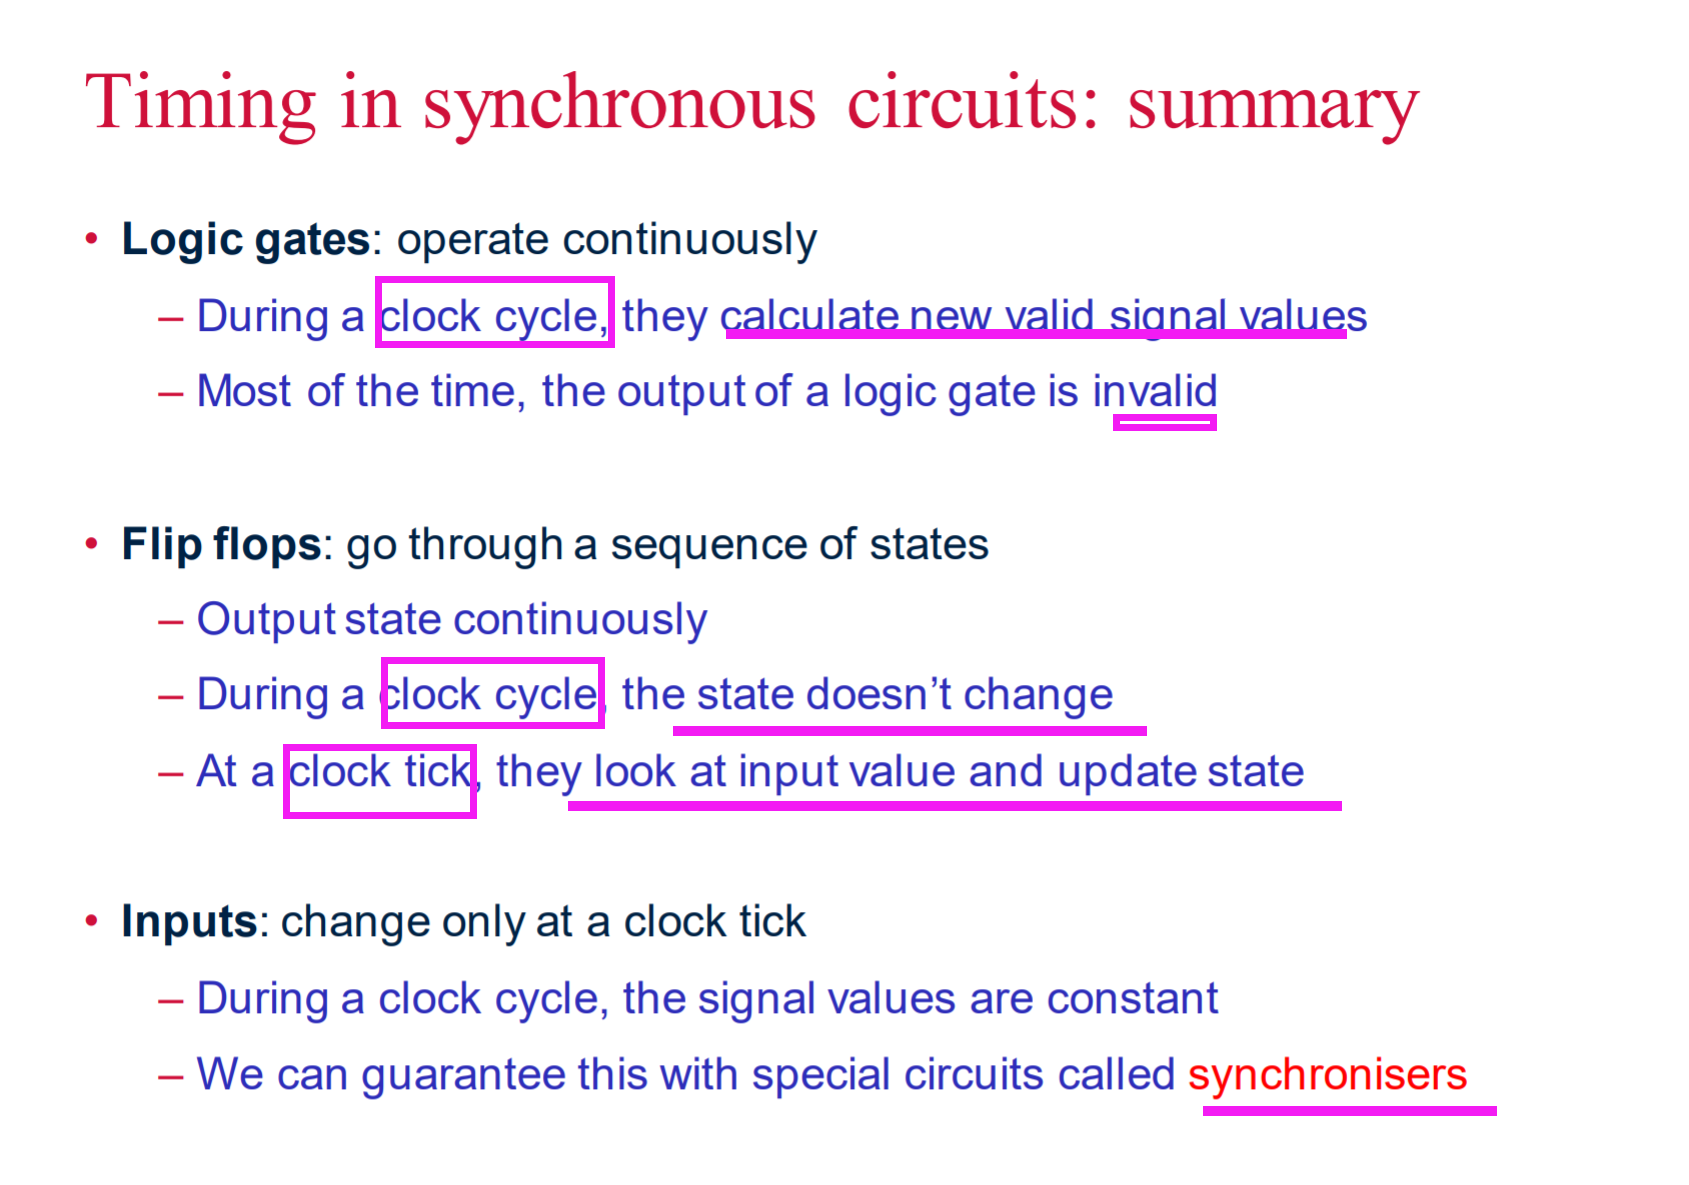 Timing in synchronous circuits: summary
• Logic gates: operate continuously
– During a clock cycle, they calculate new valid signal values
– Most of the time, the output of a logic gate is invalid
• Flip flops: go through a sequence of states
– Output state continuously
– During a clock cycle, the state doesn’t change
– At a clock tick, they look at input value and update state
• Inputs: change only at a clock tick
– During a clock cycle, the signal values are constant
– We can guarantee this with special circuits called synchronisers